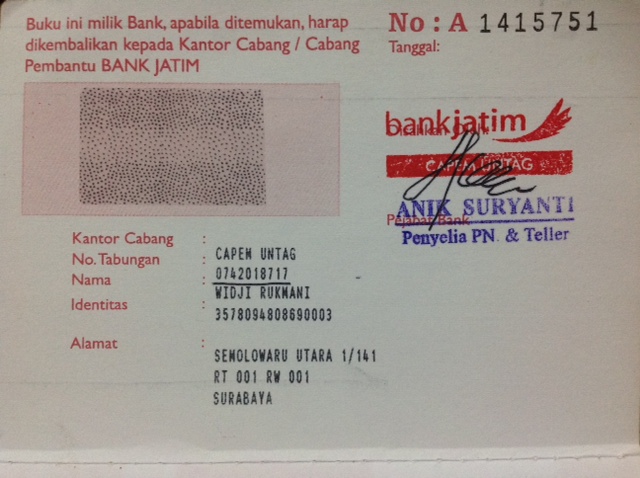 Buku ini milik Bank, apabila ditemukan, harap
dikembalikan kepada Kantor Cabang / Cabang
Pembantu BANK JATIM
No : A 1415751
Tanggal :
bankjatim
CAPEM UNTAG
ANIK SURYANTI
Pejabat Bank
Penyelia PN. & Teller
Kantor Cabang : CAPEM UNTAG
No. Tabungan : 0742018717
Nama : WIDJI RUKMANI
Identitas : 3578094808690003
Alamat : SEMOLOWARU UTARA 1/141
RT 001 RW 001
SURABAYA